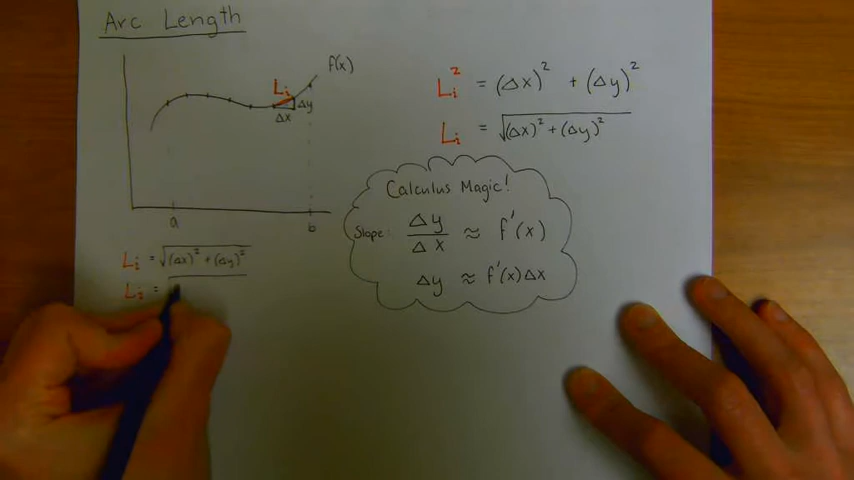 Arc Length
f(x)
Li
Δy
Δx
a
b
Li² = (Δx)² + (Δy)²
Li = √(Δx)² + (Δy)²
Calculus Magic!
Slope: Δy/Δx ≈ f'(x)
Δy ≈ f'(x)Δx
Li = √(Δx)² + (Δy)²
Li = √